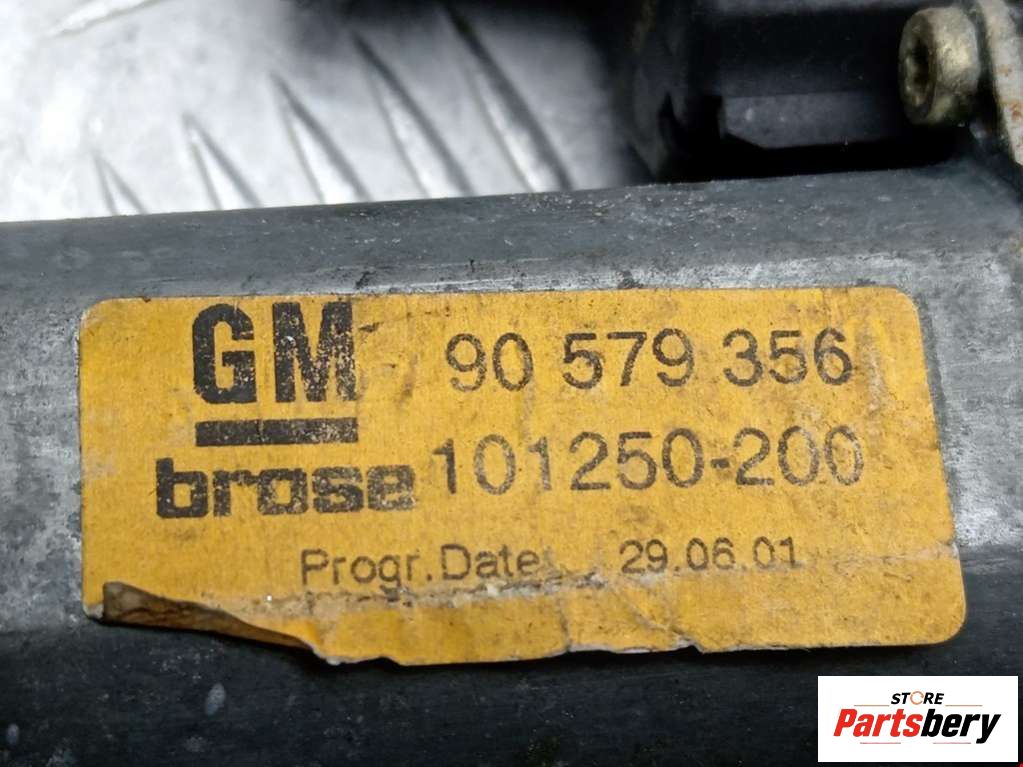 GM 90 579 356
brose 101250-200
Progr.Date: 29.06.01
STORE
Partsbery